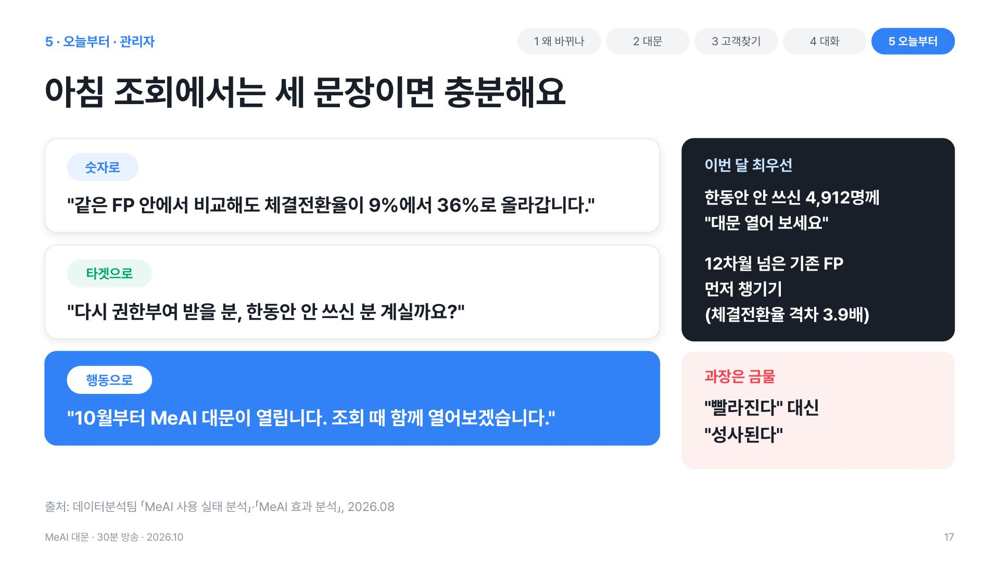 5 · 오늘부터 · 관리자
1 왜 바뀌나
2 대문
3 고객찾기
4 대화
5 오늘부터
아침 조회에서는 세 문장이면 충분해요
숫자로
"같은 FP 안에서 비교해도 체결전환율이 9%에서 36%로 올라갑니다."
타겟으로
"다시 권한부여 받을 분, 한동안 안 쓰신 분 계실까요?"
행동으로
"10월부터 MeAI 대문이 열립니다. 조회 때 함께 열어보겠습니다."
이번 달 최우선
한동안 안 쓰신 4,912명께
"대문 열어 보세요"
12차월 넘은 기존 FP
먼저 챙기기
(체결전환율 격차 3.9배)
과장은 금물
"빨라진다" 대신
"성사된다"
출처: 데이터분석팀 「MeAI 사용 실태 분석」·「MeAI 효과 분석」, 2026.08
MeAI 대문 · 30분 방송 · 2026.10
17